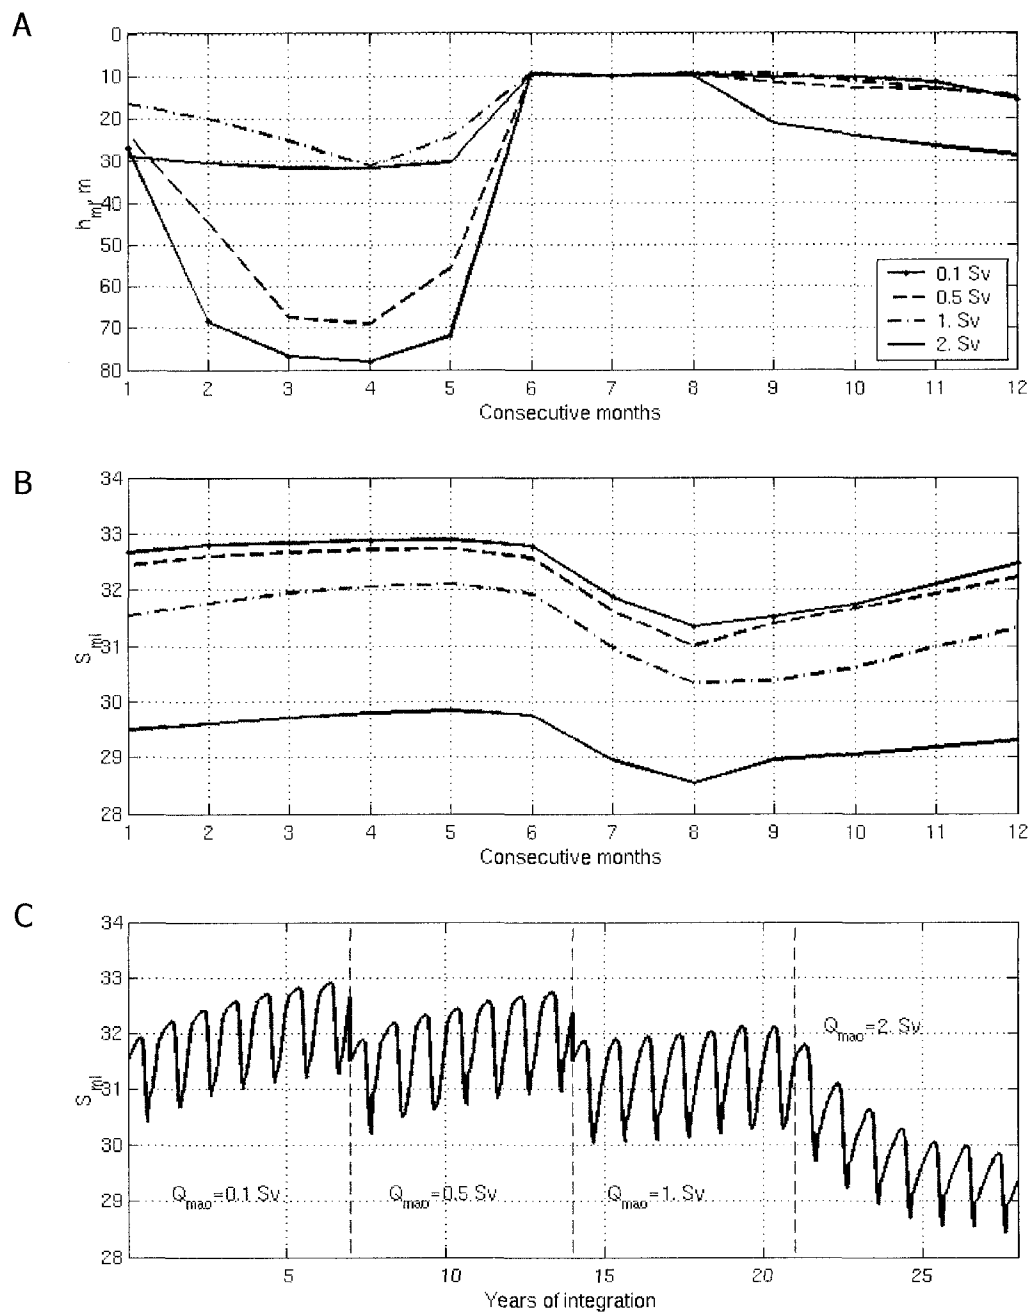 A
0
10
20
30
40
50
60
70
80
h_ml, m
0.1 Sv
0.5 Sv
1. Sv
2. Sv
1 2 3 4 5 6 7 8 9 10 11 12
Consecutive months
B
34
33
32
31
30
29
28
S_ml
1 2 3 4 5 6 7 8 9 10 11 12
Consecutive months
C
34
33
32
31
30
29
28
S_ml
Q_mao=2. Sv
Q_mao=0.1 Sv
Q_mao=0.5 Sv
Q_mao=1. Sv
5 10 15 20 25
Years of integration